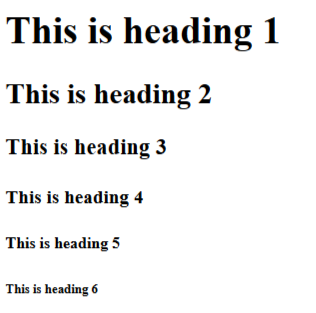 This is heading 1
This is heading 2
This is heading 3
This is heading 4
This is heading 5
This is heading 6